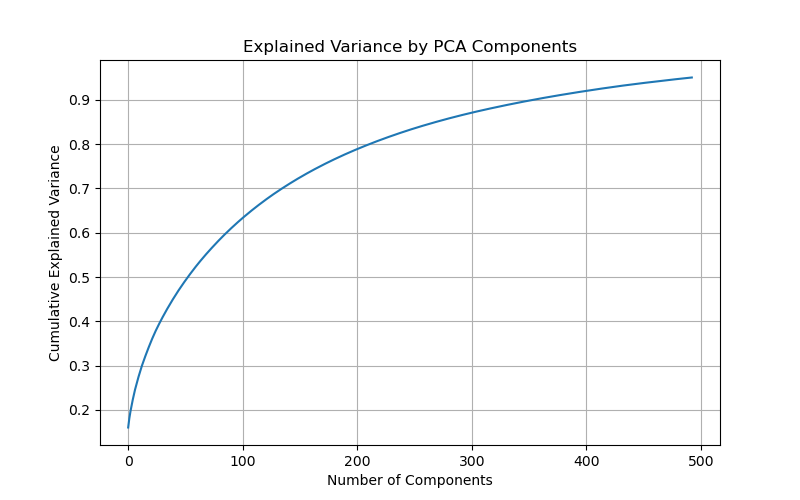 Explained Variance by PCA Components
Cumulative Explained Variance
0.9
0.8
0.7
0.6
0.5
0.4
0.3
0.2
0 100 200 300 400 500
Number of Components